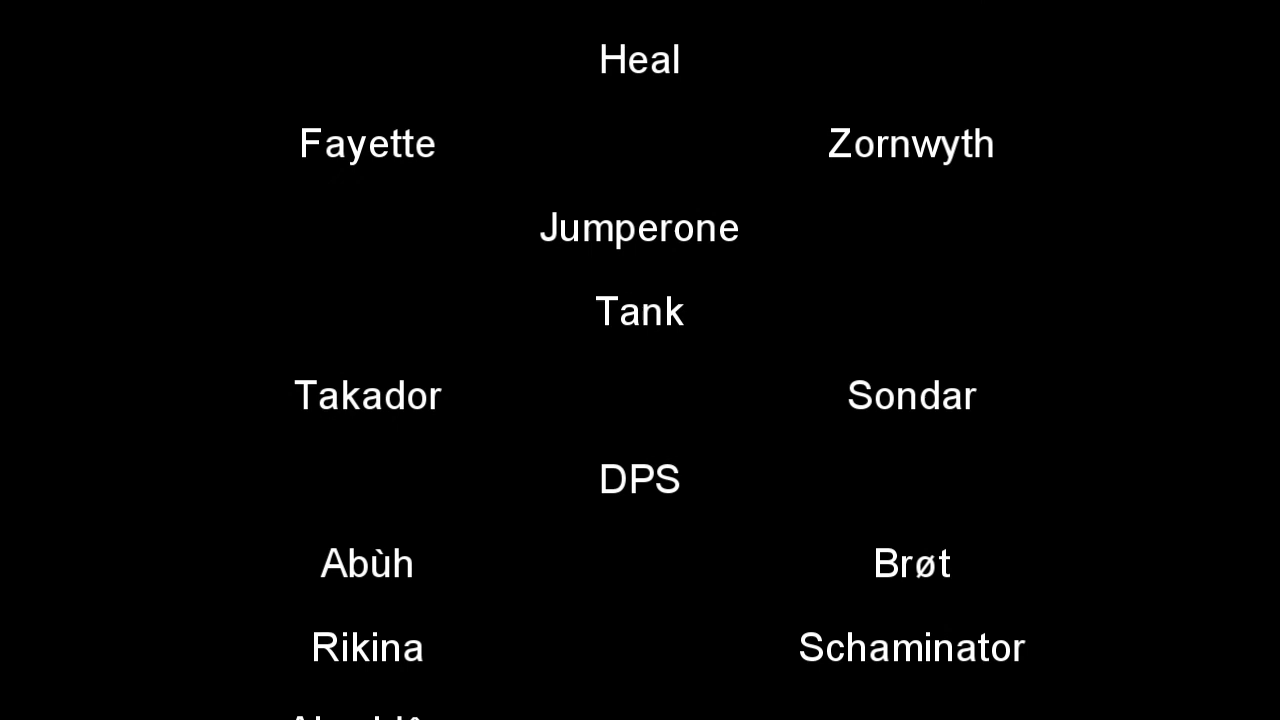 Heal
Fayette Zornwyth
Jumperone
Tank
Takador Sondar
DPS
Abùh Brøt
Rikina Schaminator